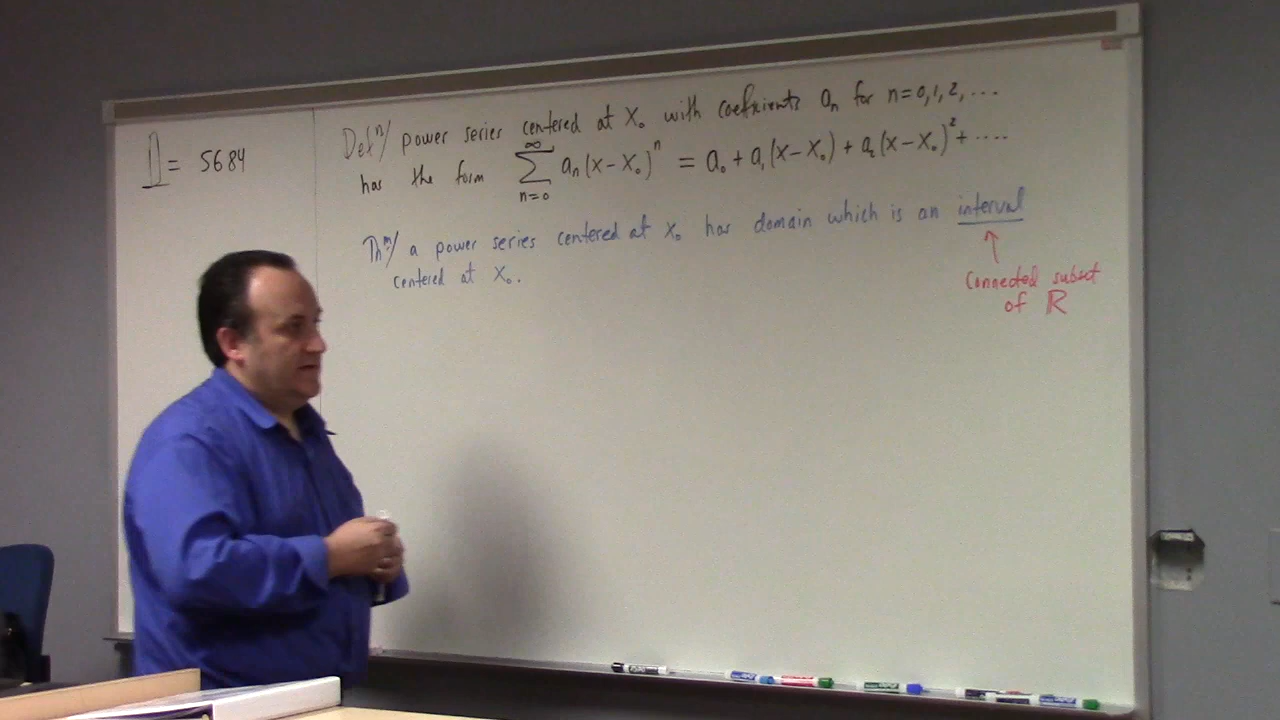 𝔻 = 5684
Defⁿ/ power series centered at X₀ with coefficients aₙ for n=0,1,2,....
has the form ∑_{n=0}^{∞} aₙ(x-X₀)ⁿ = a₀ + a₁(x-X₀) + a₂(x-X₀)² + ....
Thᵐ/ a power series centered at X₀ has domain which is an interval
centered at X₀.
Connected subset
of ℝ